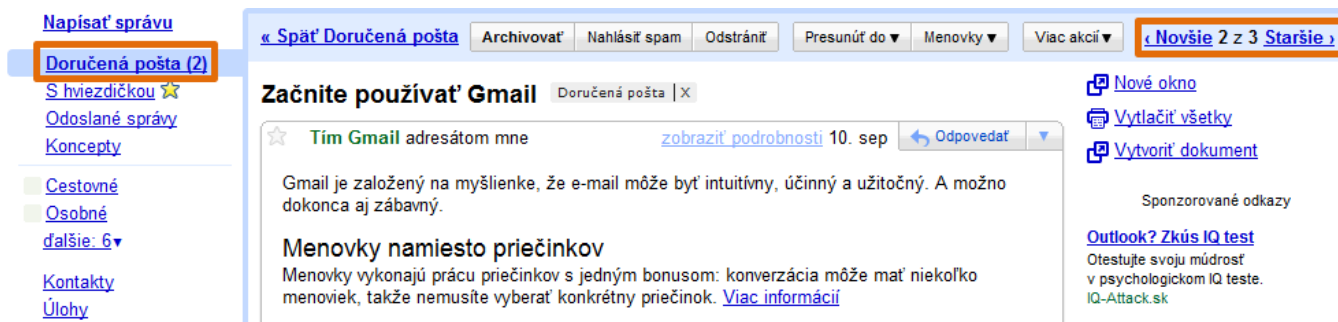 Napísať správu
Doručená pošta (2)
S hviezdičkou
Odoslané správy
Koncepty
Cestovné
Osobné
ďalšie: 6▾
Kontakty
Úlohy
« Späť Doručená pošta Archivovať Nahlásiť spam Odstrániť Presunúť do ▾ Menovky ▾ Viac akcií ▾ ‹ Novšie 2 z 3 Staršie ›
Začnite používať Gmail Doručená pošta | X
Tím Gmail adresátom mne zobraziť podrobnosti 10. sep Odpovedať ▾
Gmail je založený na myšlienke, že e-mail môže byť intuitívny, účinný a užitočný. A možno
dokonca aj zábavný.
Menovky namiesto priečinkov
Menovky vykonajú prácu priečinkov s jedným bonusom: konverzácia môže mať niekoľko
menoviek, takže nemusíte vyberať konkrétny priečinok. Viac informácií
Nové okno
Vytlačiť všetky
Vytvoriť dokument
Sponzorované odkazy
Outlook? Zkús IQ test
Otestujte svoju múdrosť
v psychologickom IQ teste.
IQ-Attack.sk